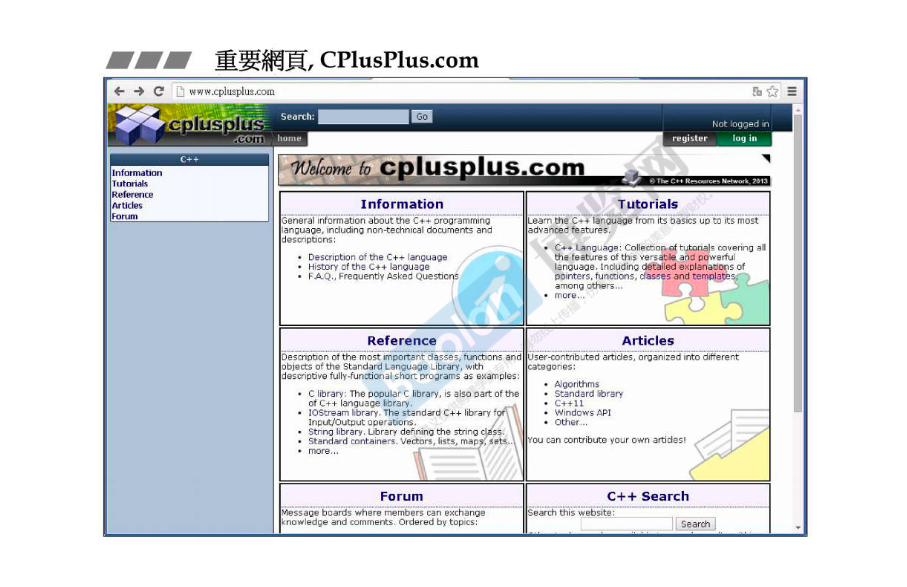 重要網頁, CPlusPlus.com
www.cplusplus.com
cplusplus
.com
Search:
Go
Not logged in
home
register
log in
C++
Information
Tutorials
Reference
Articles
Forum
Welcome to cplusplus.com
© The C++ Resources Network, 2013
Information
General information about the C++ programming
language, including non-technical documents and
descriptions:
Description of the C++ language
History of the C++ language
F.A.Q., Frequently Asked Questions
Tutorials
Learn the C++ language from its basics up to its most
advanced features.
C++ Language: Collection of tutorials covering all
the features of this versatile and powerful
language. Including detailed explanations of
pointers, functions, classes and templates,
among others...
more...
Reference
Description of the most important classes, functions and
objects of the Standard Language Library, with
descriptive fully-functional short programs as examples:
C library: The popular C library, is also part of the
of C++ language library.
IOStream library. The standard C++ library for
Input/Output operations.
String library. Library defining the string class.
Standard containers. Vectors, lists, maps, sets...
more...
Articles
User-contributed articles, organized into different
categories:
Algorithms
Standard library
C++11
Windows API
Other...
You can contribute your own articles!
Forum
Message boards where members can exchange
knowledge and comments. Ordered by topics:
C++ Search
Search this website:
Search